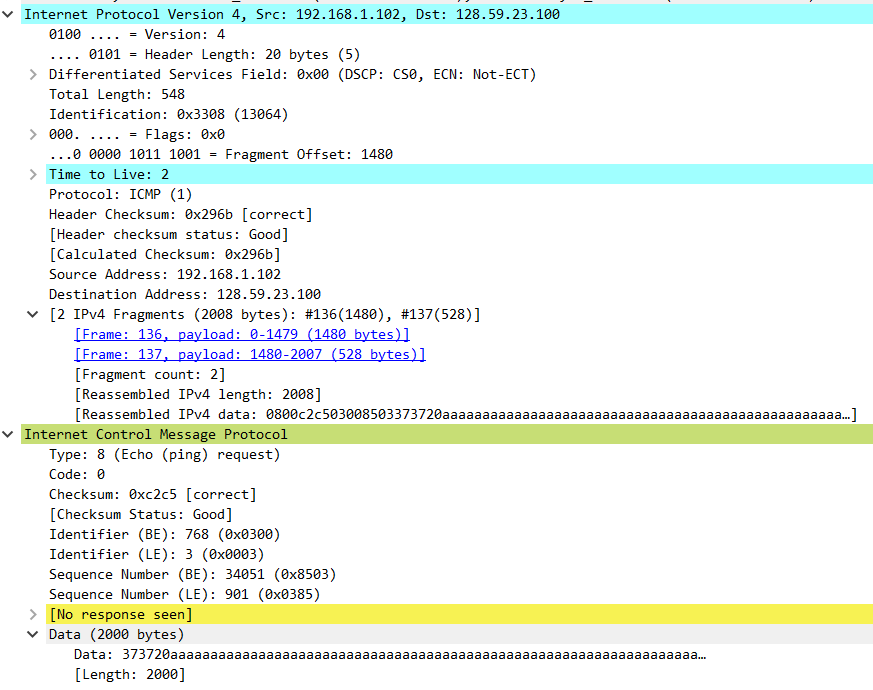 Internet Protocol Version 4, Src: 192.168.1.102, Dst: 128.59.23.100
0100 .... = Version: 4
.... 0101 = Header Length: 20 bytes (5)
Differentiated Services Field: 0x00 (DSCP: CS0, ECN: Not-ECT)
Total Length: 548
Identification: 0x3308 (13064)
000. .... = Flags: 0x0
...0 0000 1011 1001 = Fragment Offset: 1480
Time to Live: 2
Protocol: ICMP (1)
Header Checksum: 0x296b [correct]
[Header checksum status: Good]
[Calculated Checksum: 0x296b]
Source Address: 192.168.1.102
Destination Address: 128.59.23.100
[2 IPv4 Fragments (2008 bytes): #136(1480), #137(528)]
[Frame: 136, payload: 0-1479 (1480 bytes)]
[Frame: 137, payload: 1480-2007 (528 bytes)]
[Fragment count: 2]
[Reassembled IPv4 length: 2008]
[Reassembled IPv4 data: 0800c2c503008503373720aaaaaaaaaaaaaaaaaaaaaaaaaaaaaaaaaaaaaaaaaaaaaaaaaa…]
Internet Control Message Protocol
Type: 8 (Echo (ping) request)
Code: 0
Checksum: 0xc2c5 [correct]
[Checksum Status: Good]
Identifier (BE): 768 (0x0300)
Identifier (LE): 3 (0x0003)
Sequence Number (BE): 34051 (0x8503)
Sequence Number (LE): 901 (0x0385)
[No response seen]
Data (2000 bytes)
Data: 373720aaaaaaaaaaaaaaaaaaaaaaaaaaaaaaaaaaaaaaaaaaaaaaaaaaaaaaaaaaaaaaaaaa…
[Length: 2000]